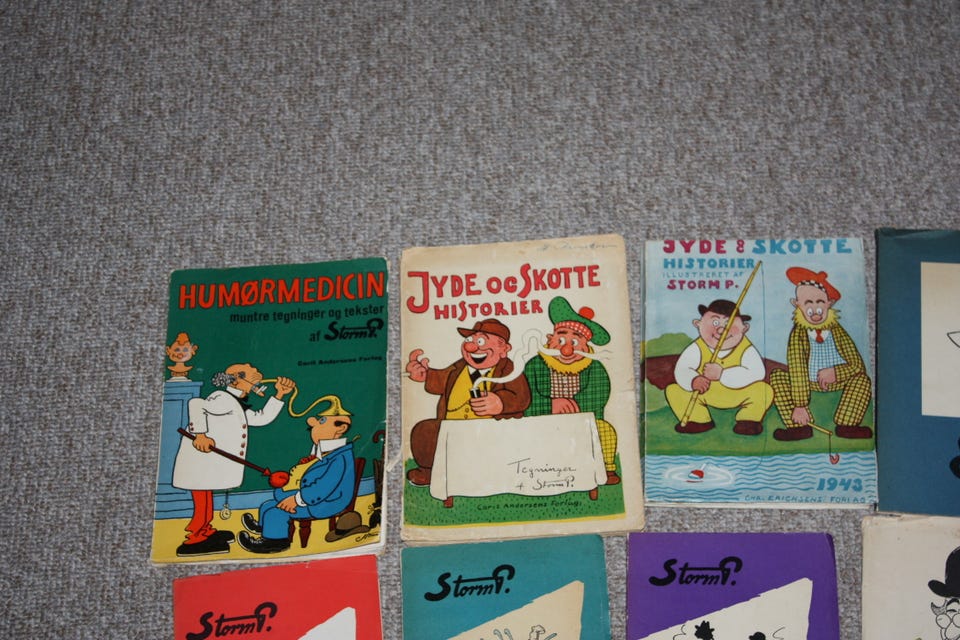 HUMØRMEDICIN
muntre tegninger og tekster
af Storm P.
Carit Andersens Forlag
JYDE OG SKOTTE
HISTORIER
Tegninger
Storm P.
Carit Andersens Forlag.
JYDE & SKOTTE
HISTORIER
ILLUSTRERET AF
STORM P.
1943
CHR. ERICHSENS FORLAG
Storm P.
Storm P.
Storm P.